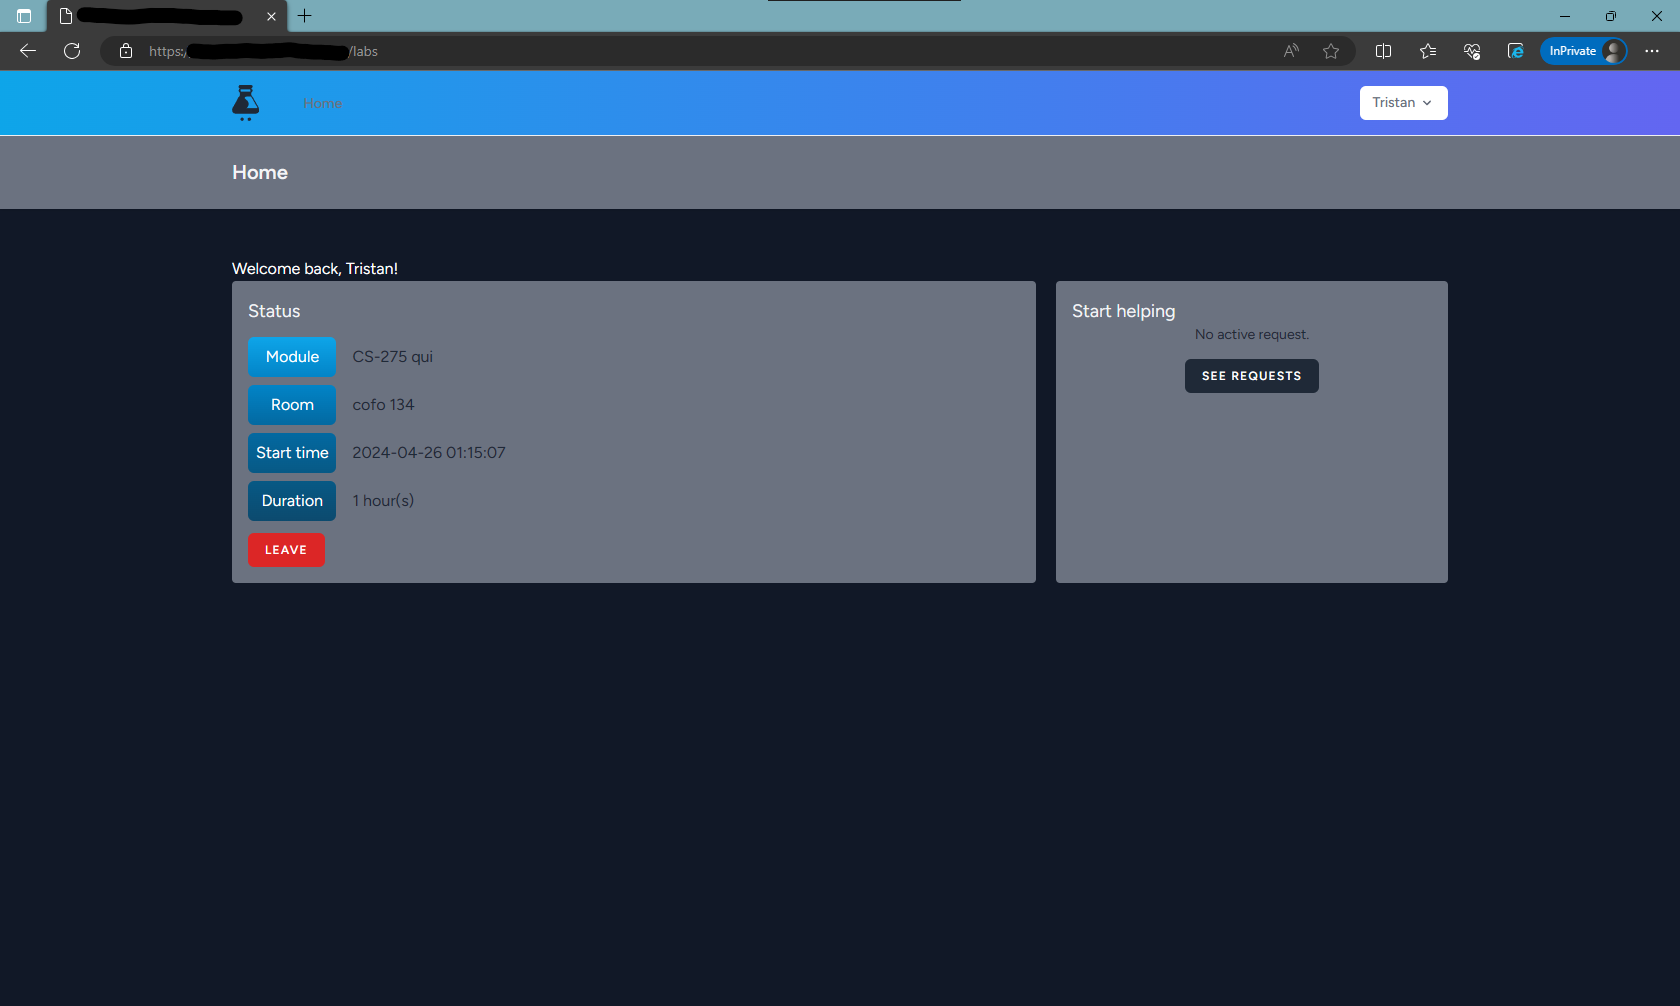 https:/ /labs
InPrivate
Home
Tristan
Home
Welcome back, Tristan!
Status
Module CS-275 qui
Room cofo 134
Start time 2024-04-26 01:15:07
Duration 1 hour(s)
LEAVE
Start helping
No active request.
SEE REQUESTS